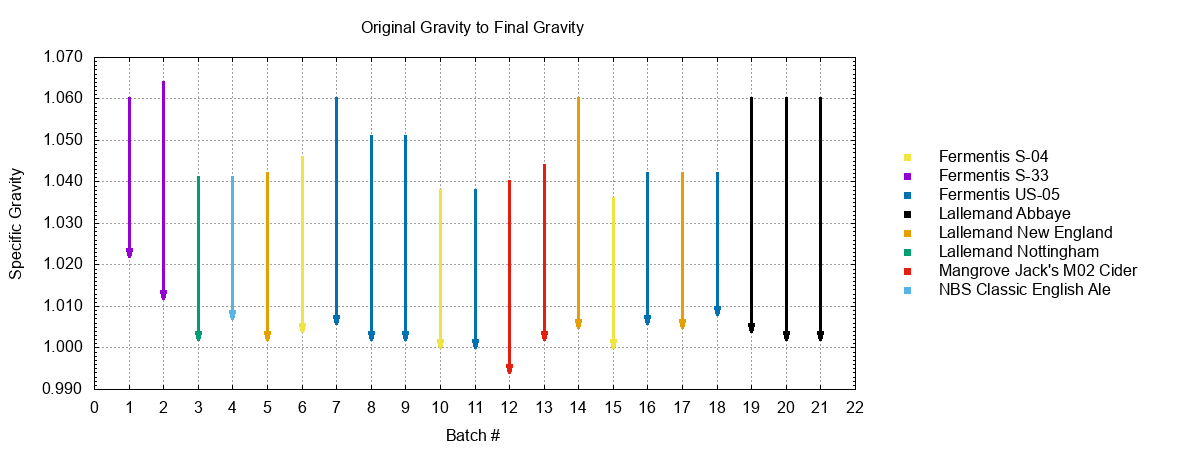 Original Gravity to Final Gravity
1.070
1.060
1.050
1.040
1.030
1.020
1.010
1.000
0.990
Specific Gravity
0 1 2 3 4 5 6 7 8 9 10 11 12 13 14 15 16 17 18 19 20 21 22
Batch #
Fermentis S-04
Fermentis S-33
Fermentis US-05
Lallemand Abbaye
Lallemand New England
Lallemand Nottingham
Mangrove Jack's M02 Cider
NBS Classic English Ale